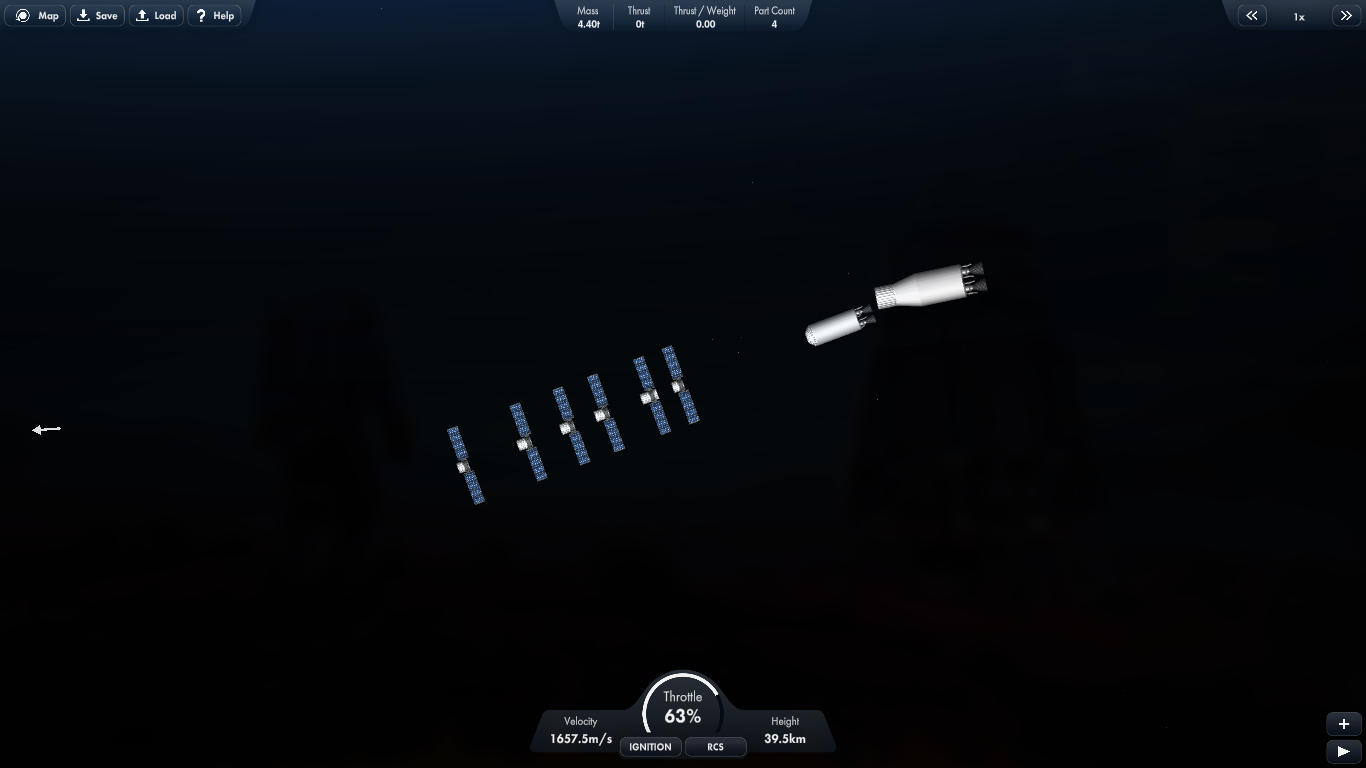 Map
Save
Load
Help
Mass
4.40t
Thrust
0t
Thrust / Weight
0.00
Part Count
4
1x
Throttle
63%
Velocity
1657.5m/s
Height
39.5km
IGNITION
RCS